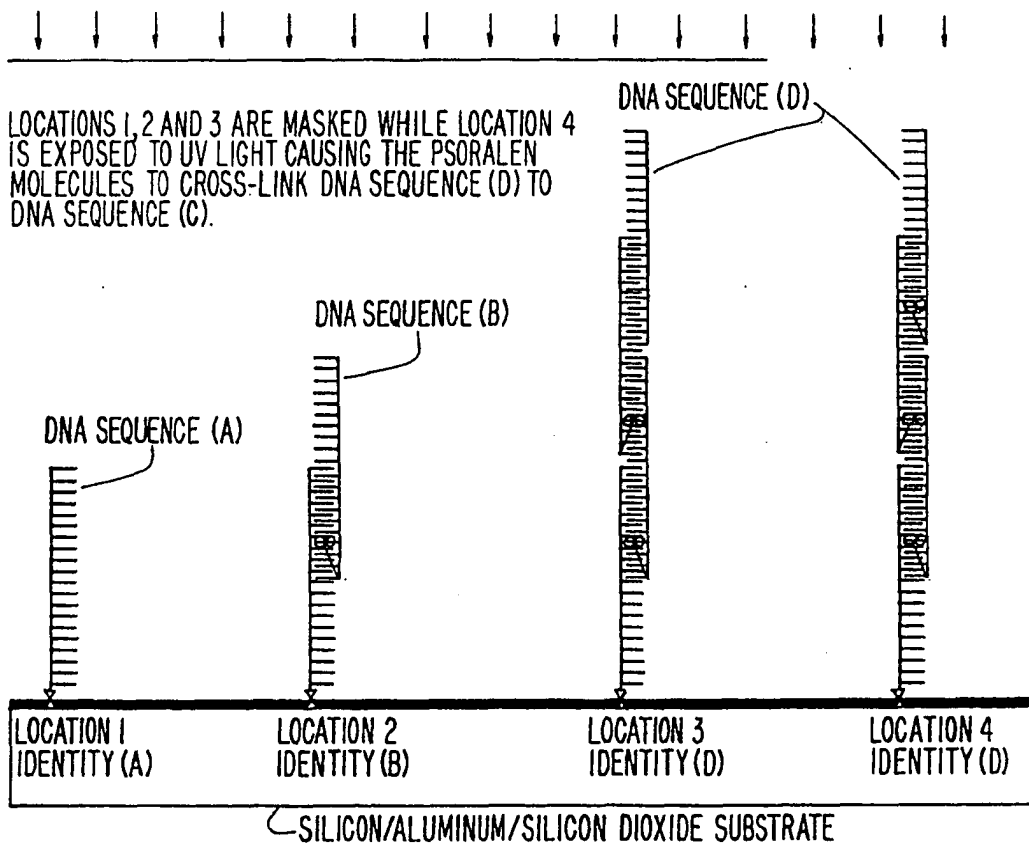 DNA SEQUENCE (D)
LOCATIONS 1, 2 AND 3 ARE MASKED WHILE LOCATION 4
IS EXPOSED TO UV LIGHT CAUSING THE PSORALEN
MOLECULES TO CROSS-LINK DNA SEQUENCE (D) TO
DNA SEQUENCE (C).
DNA SEQUENCE (B)
DNA SEQUENCE (A)
LOCATION 1
IDENTITY (A)
LOCATION 2
IDENTITY (B)
LOCATION 3
IDENTITY (D)
LOCATION 4
IDENTITY (D)
SILICON/ALUMINUM/SILICON DIOXIDE SUBSTRATE